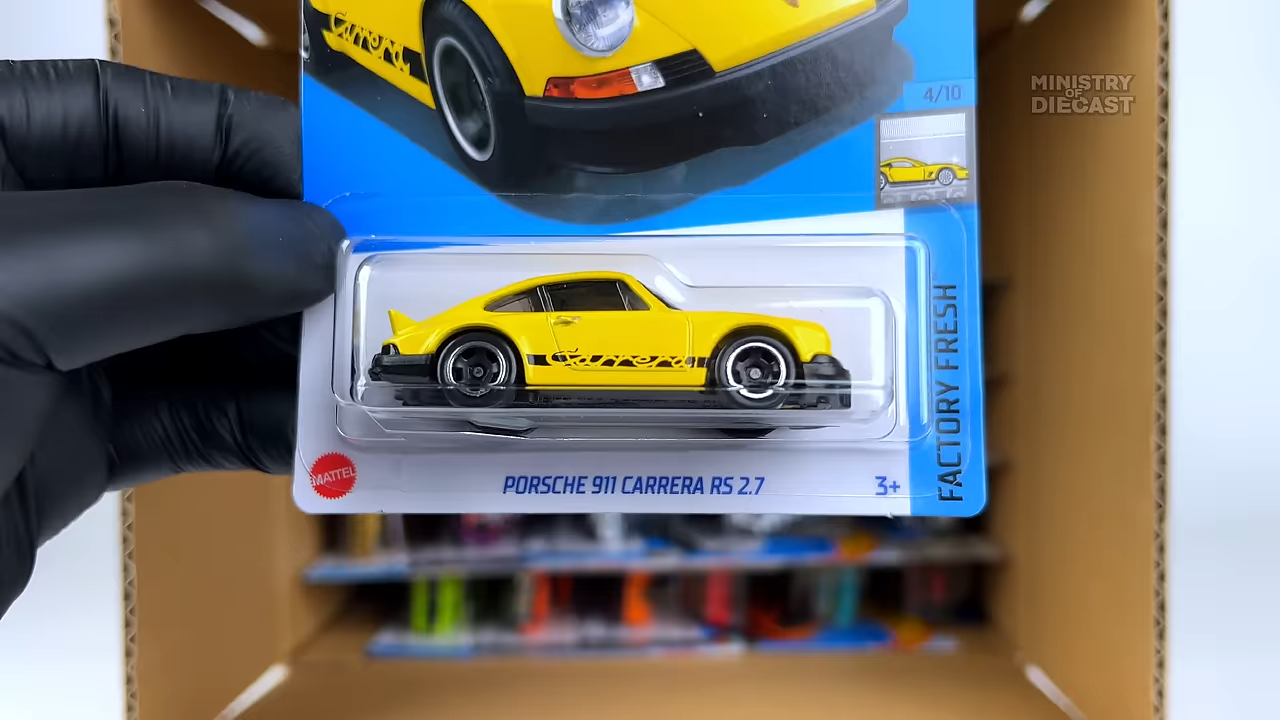 Carrera
MINISTRY
OF
DIECAST
4/10
Carrera
FACTORY FRESH
MATTEL
PORSCHE 911 CARRERA RS 2.7
3+